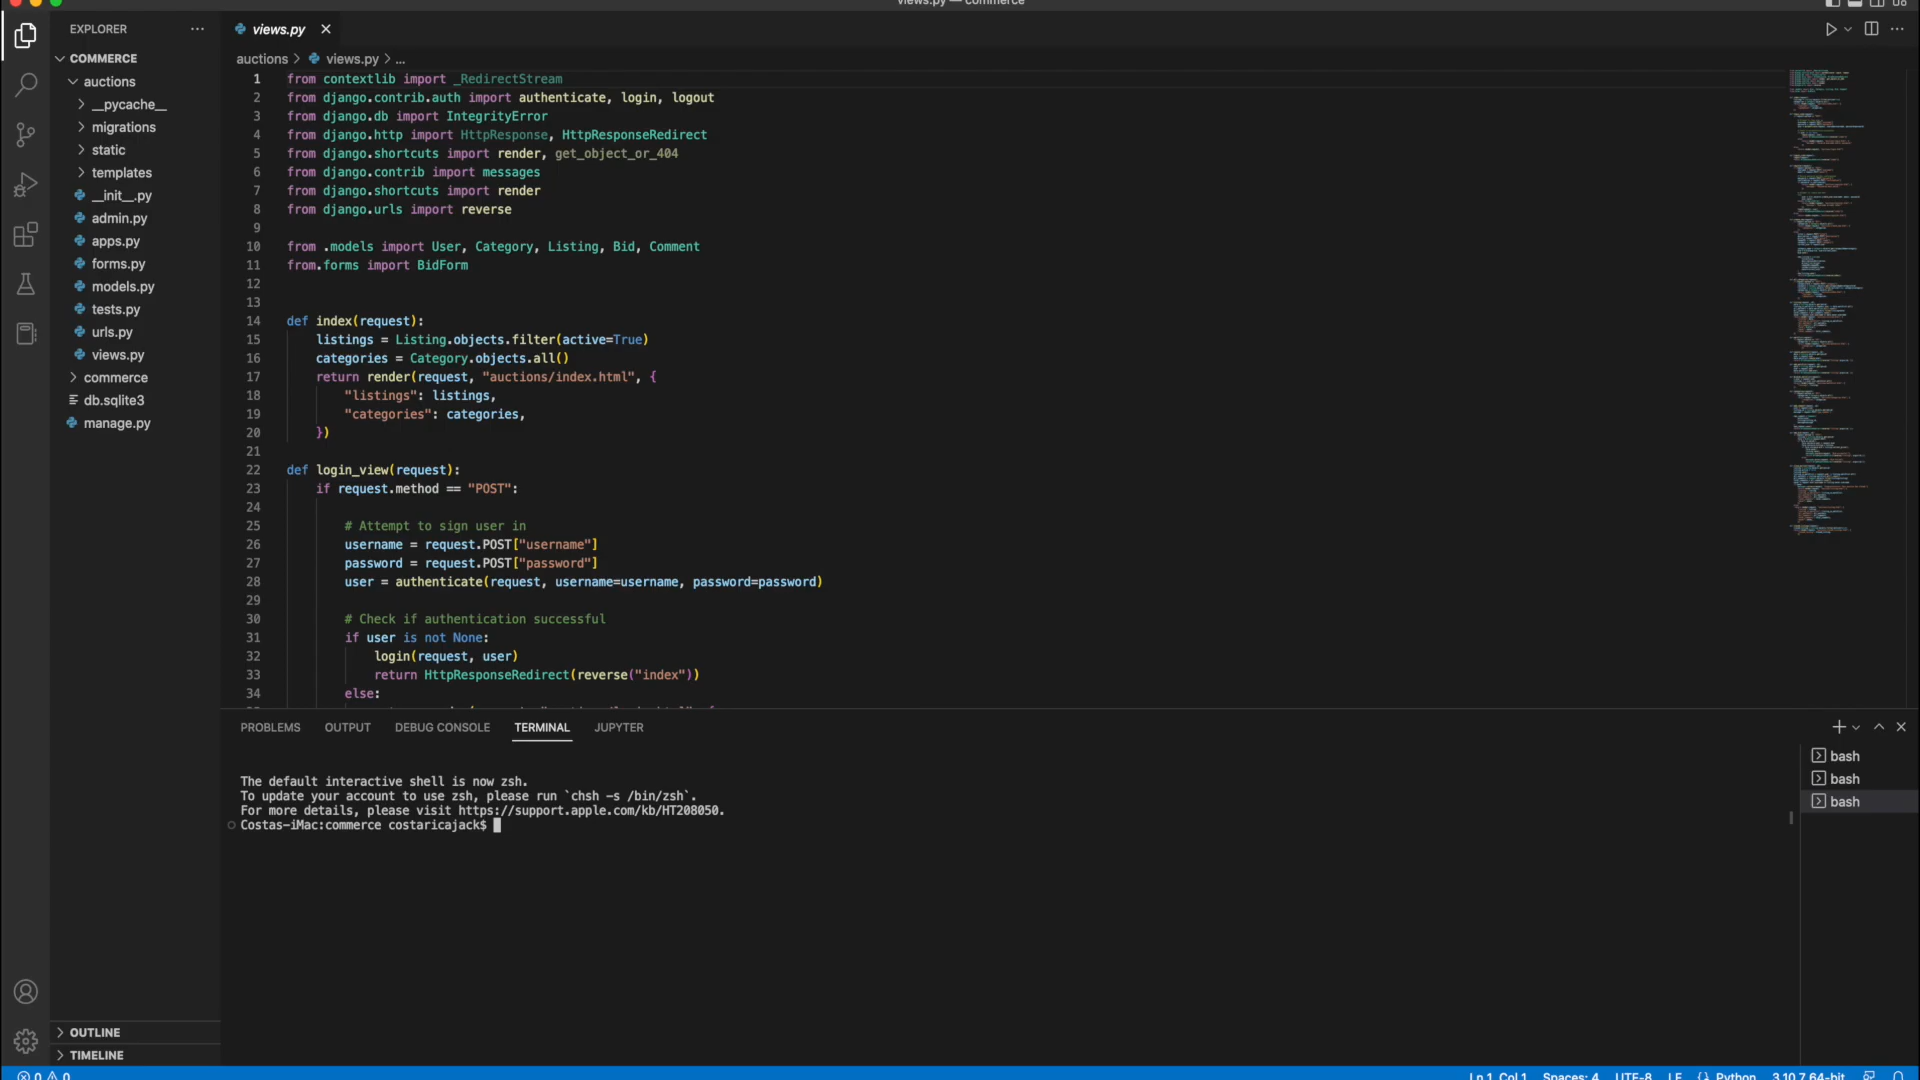 views.py — commerce
EXPLORER
COMMERCE
auctions
__pycache__
migrations
static
templates
__init__.py
admin.py
apps.py
forms.py
models.py
tests.py
urls.py
views.py
commerce
db.sqlite3
manage.py
OUTLINE
TIMELINE
views.py
auctions > views.py > ...
1 from contextlib import _RedirectStream
2 from django.contrib.auth import authenticate, login, logout
3 from django.db import IntegrityError
4 from django.http import HttpResponse, HttpResponseRedirect
5 from django.shortcuts import render, get_object_or_404
6 from django.contrib import messages
7 from django.shortcuts import render
8 from django.urls import reverse
9
10 from .models import User, Category, Listing, Bid, Comment
11 from.forms import BidForm
12
13
14 def index(request):
15     listings = Listing.objects.filter(active=True)
16     categories = Category.objects.all()
17     return render(request, "auctions/index.html", {
18         "listings": listings,
19         "categories": categories,
20     })
21
22 def login_view(request):
23     if request.method == "POST":
24
25         # Attempt to sign user in
26         username = request.POST["username"]
27         password = request.POST["password"]
28         user = authenticate(request, username=username, password=password)
29
30         # Check if authentication successful
31         if user is not None:
32             login(request, user)
33             return HttpResponseRedirect(reverse("index"))
34         else:
PROBLEMS OUTPUT DEBUG CONSOLE TERMINAL JUPYTER
The default interactive shell is now zsh.
To update your account to use zsh, please run `chsh -s /bin/zsh`.
For more details, please visit https://support.apple.com/kb/HT208050.
Costas-iMac:commerce costaricajack$
bash
bash
bash
0 0 Ln 1, Col 1 Spaces: 4 UTF-8 LF {} Python 3.10.7 64-bit